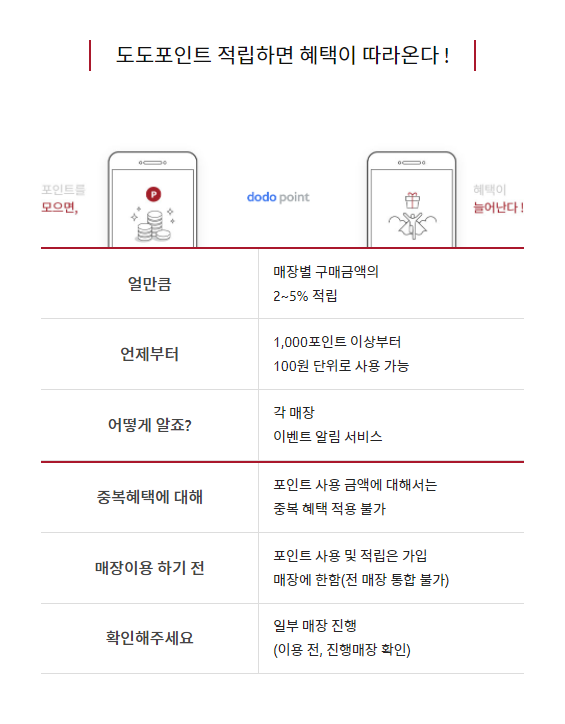 도도포인트 적립하면 혜택이 따라온다 !
포인트를
모으면,
P
dodo point
혜택이
늘어난다 !
얼만큼
매장별 구매금액의
2~5% 적립
언제부터
1,000포인트 이상부터
100원 단위로 사용 가능
어떻게 알죠?
각 매장
이벤트 알림 서비스
중복혜택에 대해
포인트 사용 금액에 대해서는
중복 혜택 적용 불가
매장이용 하기 전
포인트 사용 및 적립은 가입
매장에 한함(전 매장 통합 불가)
확인해주세요
일부 매장 진행
(이용 전, 진행매장 확인)